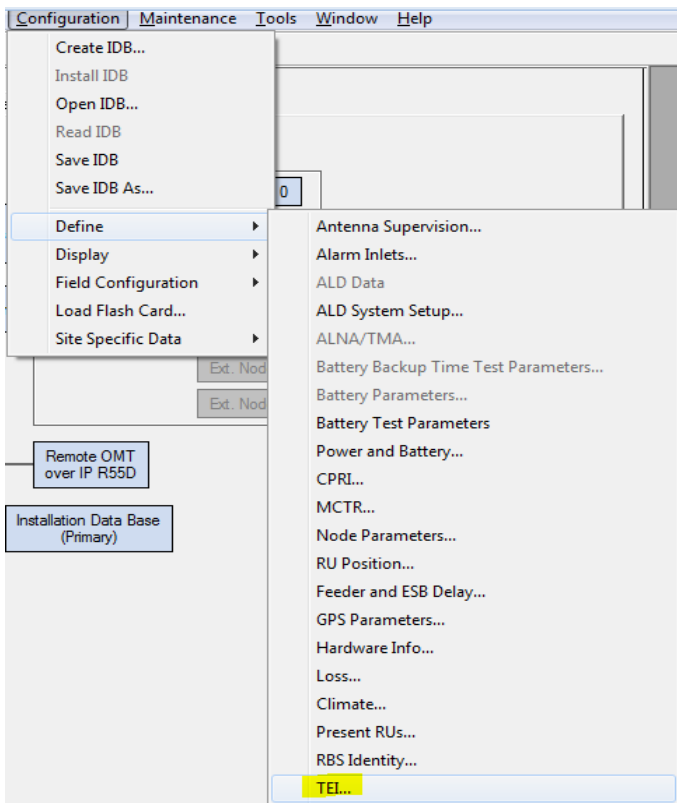 Configuration Maintenance Tools Window Help
Create IDB...
Install IDB
Open IDB...
Read IDB
Save IDB
Save IDB As...
0
Define
Display
Field Configuration
Load Flash Card...
Site Specific Data
Antenna Supervision...
Alarm Inlets...
ALD Data
ALD System Setup...
ALNA/TMA...
Battery Backup Time Test Parameters...
Battery Parameters...
Battery Test Parameters
Power and Battery...
CPRI...
MCTR...
Node Parameters...
RU Position...
Feeder and ESB Delay...
GPS Parameters...
Hardware Info...
Loss...
Climate...
Present RUs...
RBS Identity...
TEI...
Ext. Nod
Ext. Nod
Remote OMT
over IP R55D
Installation Data Base
(Primary)